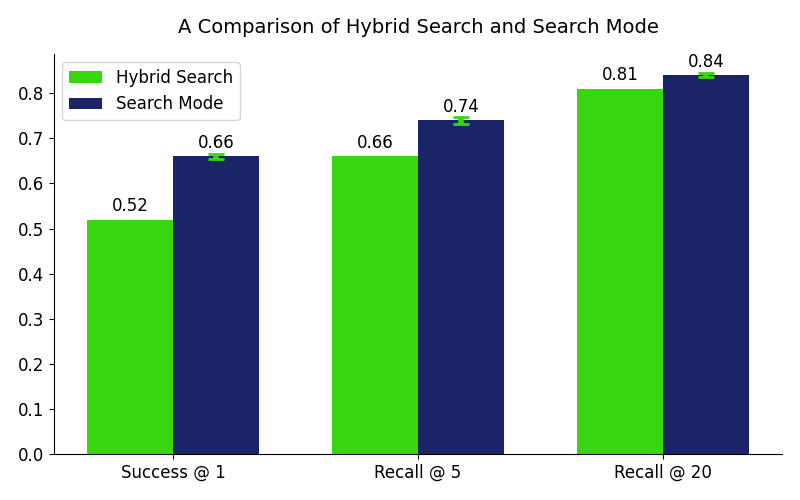 A Comparison of Hybrid Search and Search Mode
Hybrid Search
Search Mode
0.52
0.66
0.66
0.74
0.81
0.84
0.8
0.7
0.6
0.5
0.4
0.3
0.2
0.1
0.0
Success @ 1
Recall @ 5
Recall @ 20